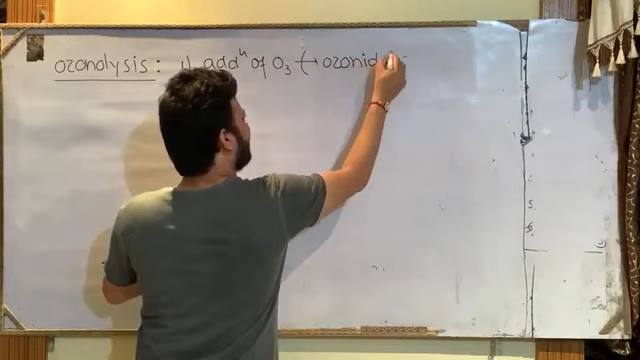 ozonolysis : 1) addⁿ of O₃ (→ ozonid